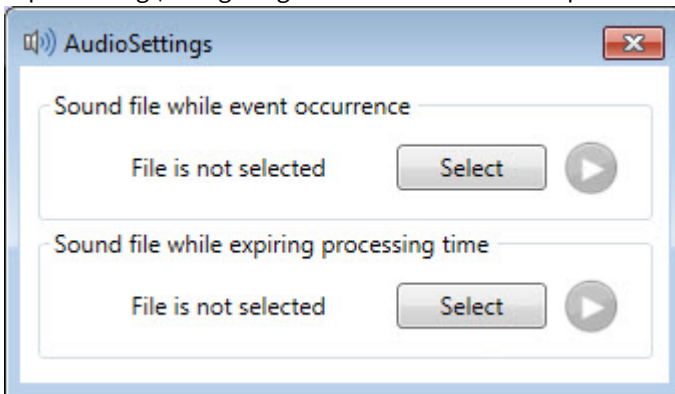 AudioSettings
Sound file while event occurrence
File is not selected Select
Sound file while expiring processing time
File is not selected Select